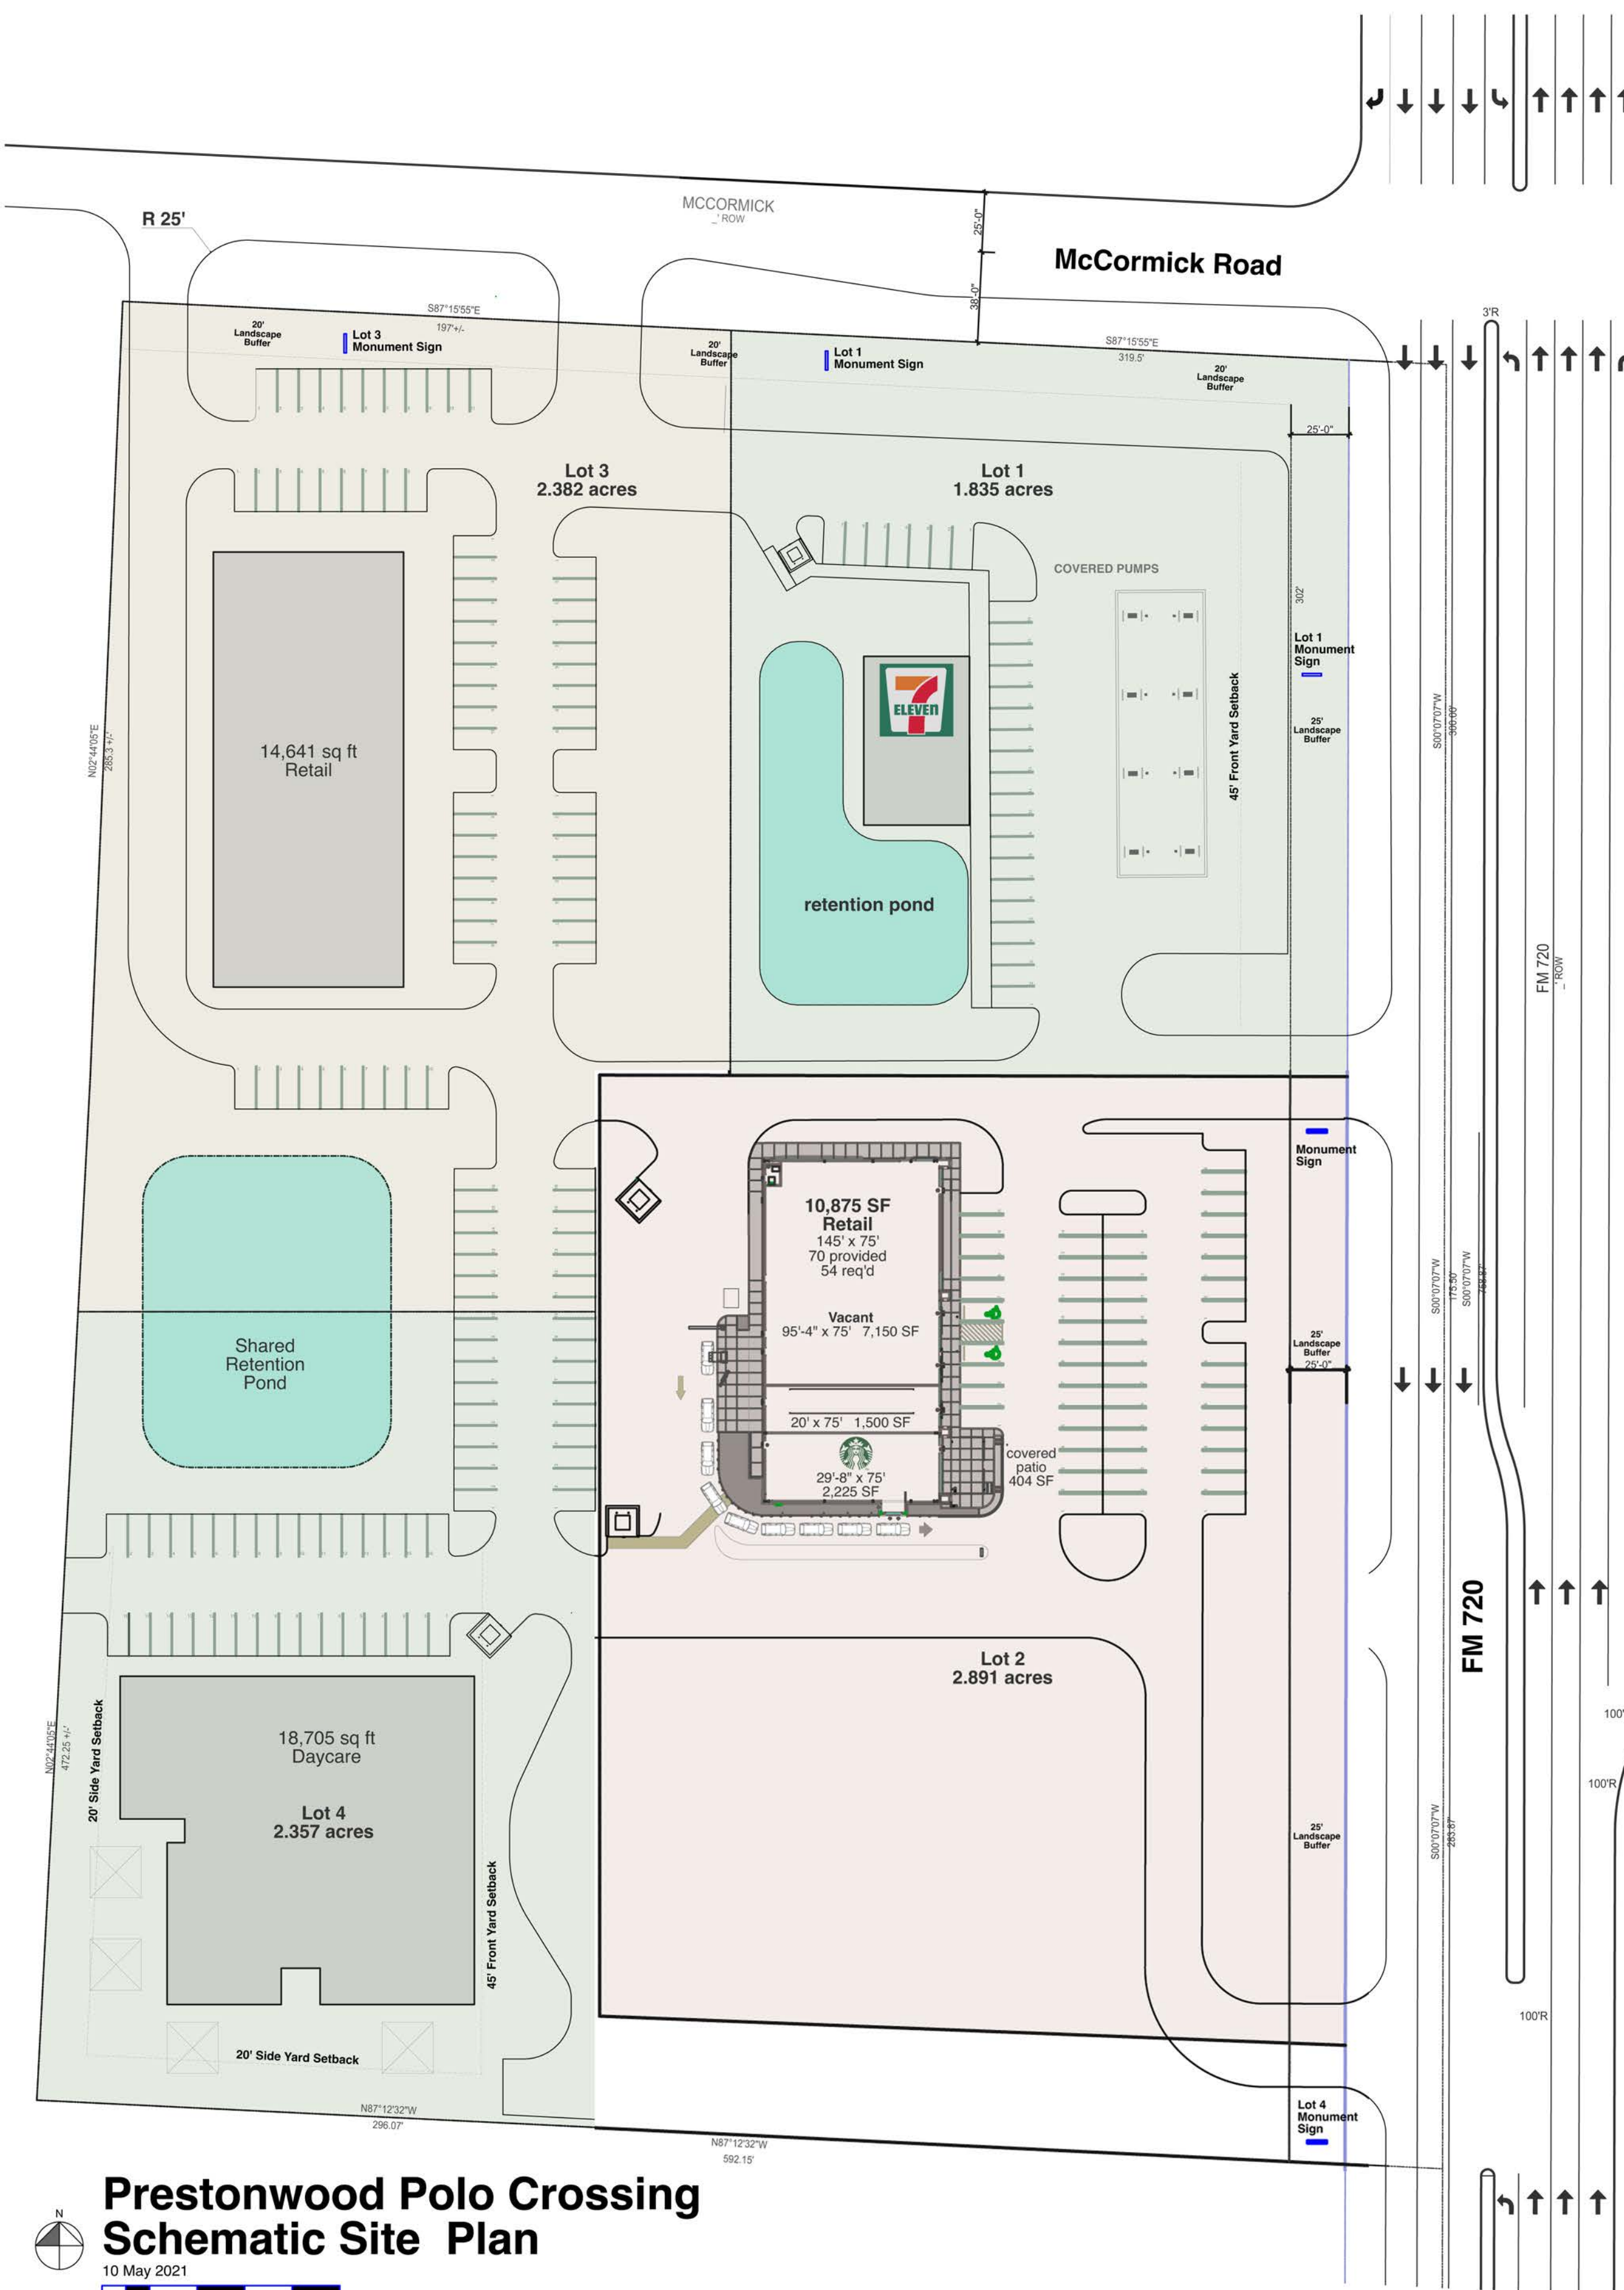 R 25'
MCCORMICK
_' ROW
25'-0"
McCormick Road
38'-0"
S87°15'55"E
197'+/-
20'
Landscape
Buffer
Lot 3
Monument Sign
20'
Landscape
Buffer
Lot 1
Monument Sign
S87°15'55"E
319.5'
20'
Landscape
Buffer
3'R
25'-0"
Lot 3
2.382 acres
Lot 1
1.835 acres
COVERED PUMPS
302'
Lot 1
Monument
Sign
7
ELEVEN
45' Front Yard Setback
25'
Landscape
Buffer
S00°07'07"W
300.00'
N02°44'05"E
285.3 +/-'
14,641 sq ft
Retail
retention pond
FM 720
_' ROW
Monument
Sign
10,875 SF
Retail
145' x 75'
70 provided
54 req'd
Vacant
95'-4" x 75' 7,150 SF
S00°07'07"W
175.50'
S00°07'07"W
25'
Landscape
Buffer
25'-0"
Shared
Retention
Pond
20' x 75' 1,500 SF
29'-8" x 75'
2,225 SF
covered
patio
404 SF
FM 720
Lot 2
2.891 acres
100'
100'R
20' Side Yard Setback
N02°44'05"E
472.25 +/-'
18,705 sq ft
Daycare
Lot 4
2.357 acres
45' Front Yard Setback
25'
Landscape
Buffer
S00°07'07"W
283.87'
100'R
20' Side Yard Setback
N87°12'32"W
296.07'
N87°12'32"W
592.15'
Lot 4
Monument
Sign
Prestonwood Polo Crossing
Schematic Site Plan
N
10 May 2021